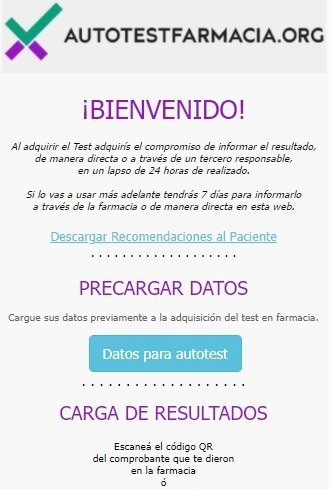 AUTOTESTFARMACIA.ORG
¡BIENVENIDO!
Al adquirir el Test adquirís el compromiso de informar el resultado,
de manera directa o a través de un tercero responsable,
en un lapso de 24 horas de realizado.
Si lo vas a usar más adelante tendrás 7 días para informarlo
a través de la farmacia o de manera directa en esta web.
Descargar Recomendaciones al Paciente
PRECARGAR DATOS
Cargue sus datos previamente a la adquisición del test en farmacia.
Datos para autotest
CARGA DE RESULTADOS
Escaneá el código QR
del comprobante que te dieron
en la farmacia
ó